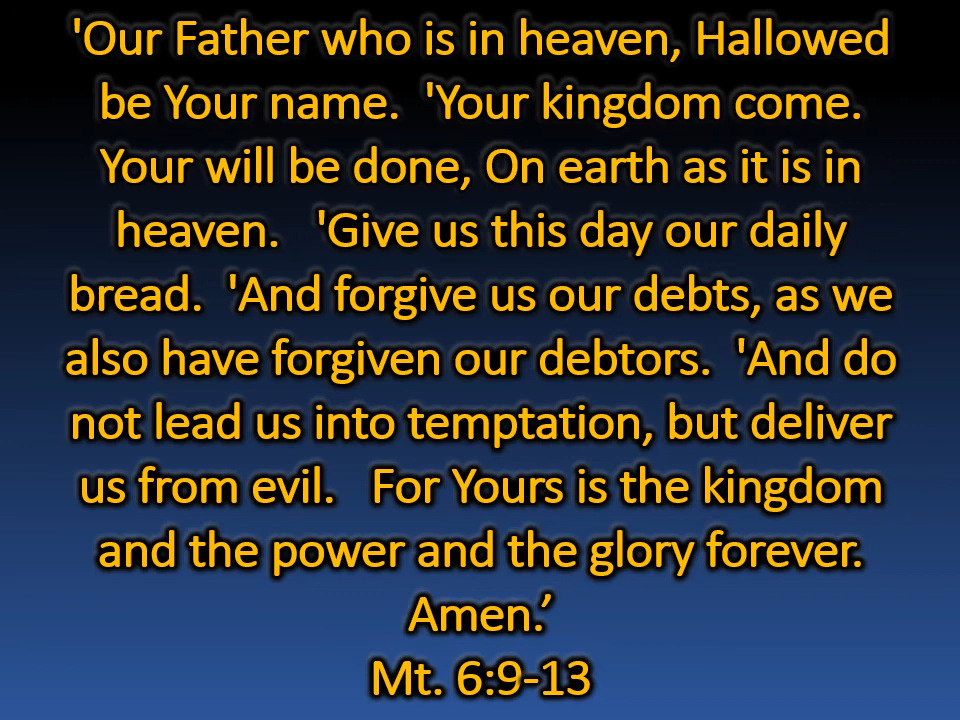 'Our Father who is in heaven, Hallowed
be Your name.  'Your kingdom come.
Your will be done, On earth as it is in
heaven.   'Give us this day our daily
bread.  'And forgive us our debts, as we
also have forgiven our debtors.  'And do
not lead us into temptation, but deliver
us from evil.   For Yours is the kingdom
and the power and the glory forever.
Amen.’
Mt. 6:9-13